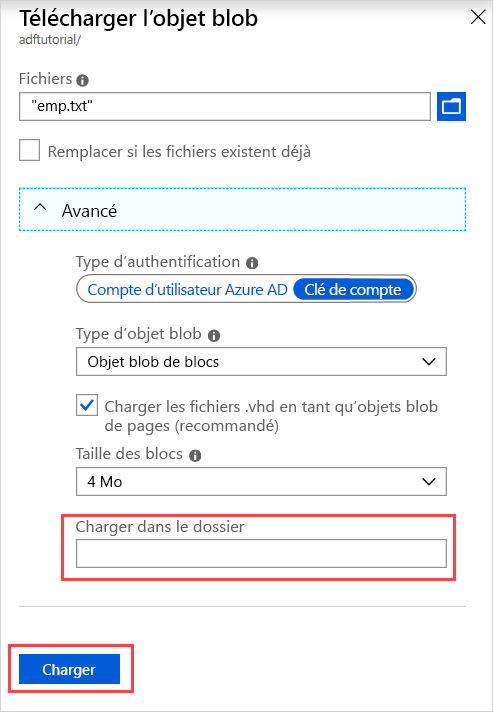 Télécharger l’objet blob
adftutorial/
Fichiers
"emp.txt"
Remplacer si les fichiers existent déjà
Avancé
Type d’authentification
Compte d’utilisateur Azure AD Clé de compte
Type d’objet blob
Objet blob de blocs
Charger les fichiers .vhd en tant qu’objets blob
de pages (recommandé)
Taille des blocs
4 Mo
Charger dans le dossier
Charger